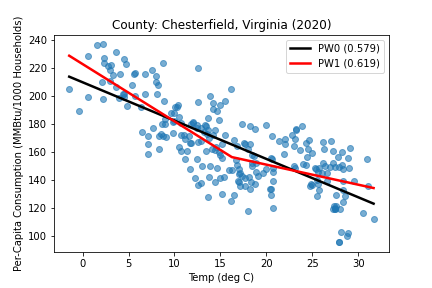 County: Chesterfield, Virginia (2020)
Per-Capita Consumption (MMBtu/1000 Households)
240
220
200
180
160
140
120
100
PW0 (0.579)
PW1 (0.619)
0 5 10 15 20 25 30
Temp (deg C)